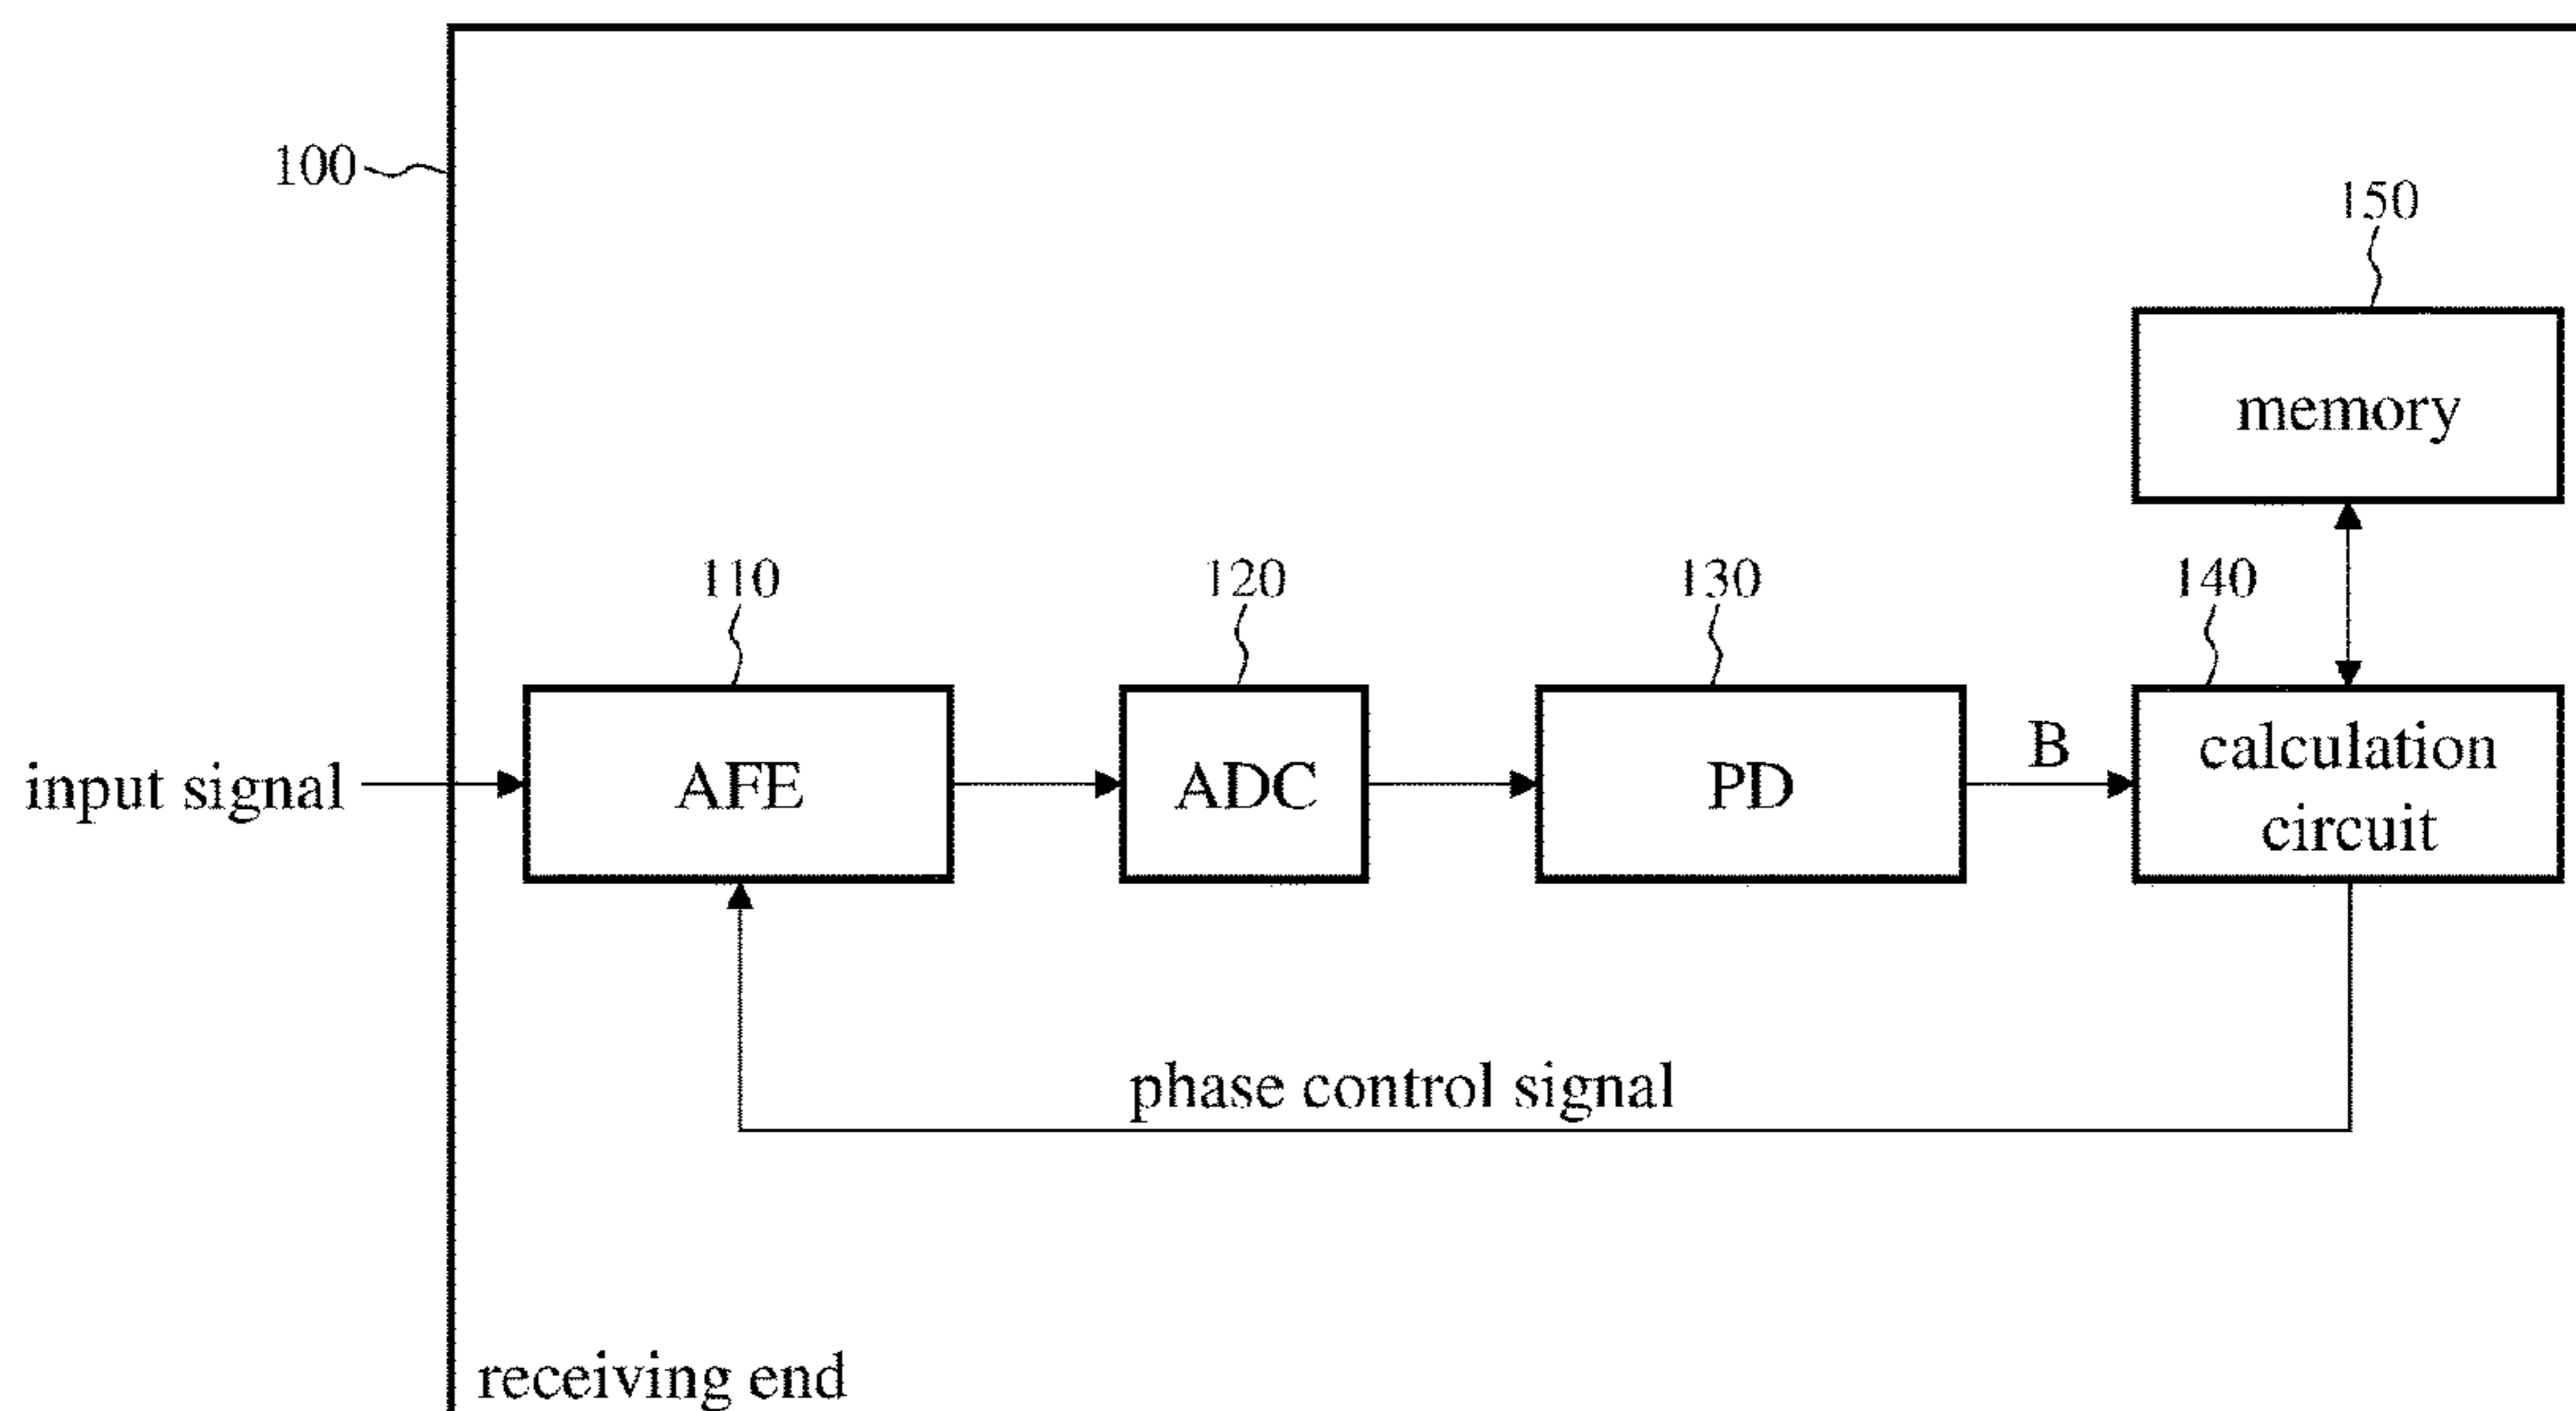 100
150
memory
110
120
130
140
input signal
AFE
ADC
PD
B
calculation
circuit
phase control signal
receiving end